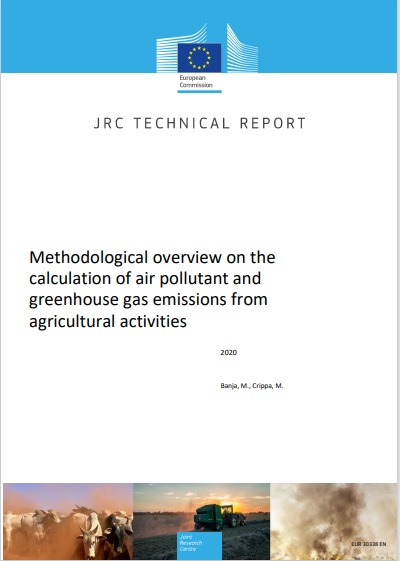 European
Commission
JRC TECHNICAL REPORT
Methodological overview on the
calculation of air pollutant and
greenhouse gas emissions from
agricultural activities
2020
Banja, M., Crippa, M.
Joint
Research
Centre
EUR 30338 EN